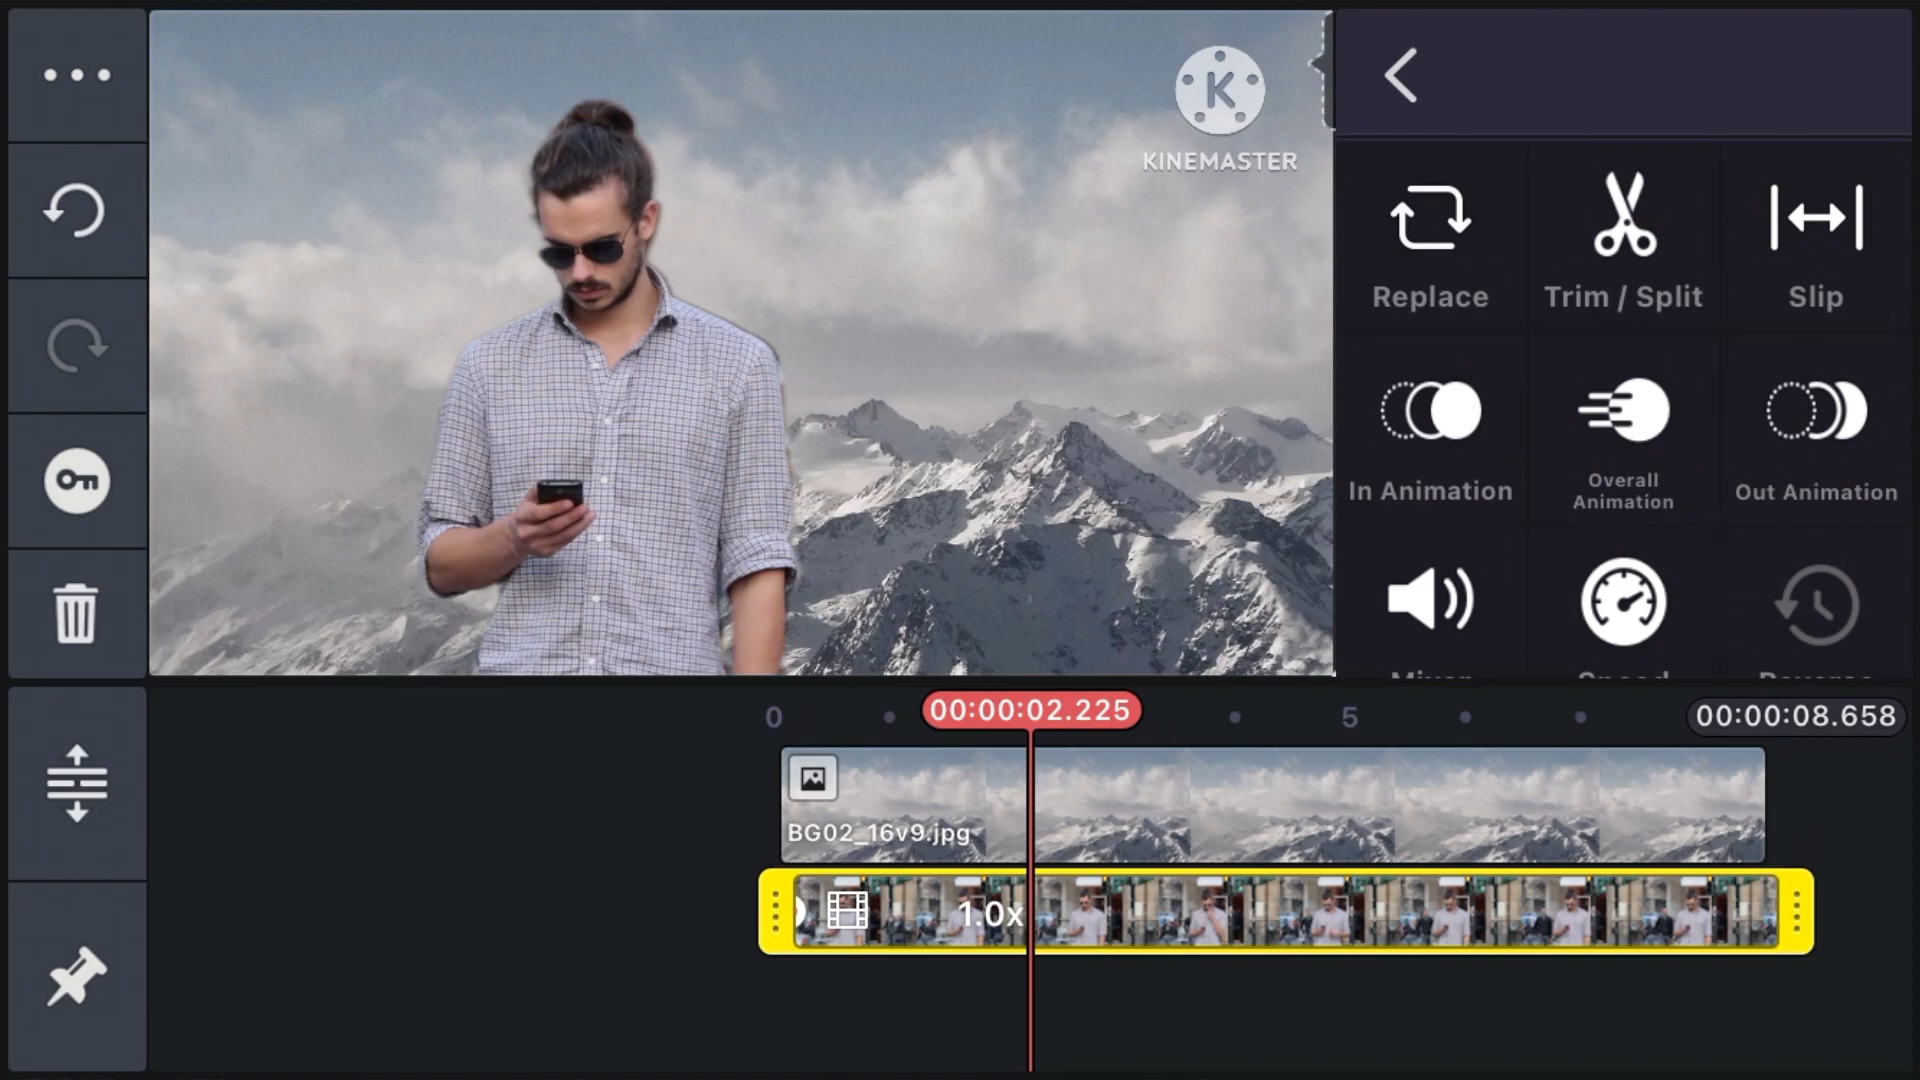 K
KINEMASTER
Replace
Trim / Split
Slip
In Animation
Overall
Animation
Out Animation
Mixer
Speed
Reverse
0
00:00:02.225
5
00:00:08.658
BG02_16v9.jpg
1.0x